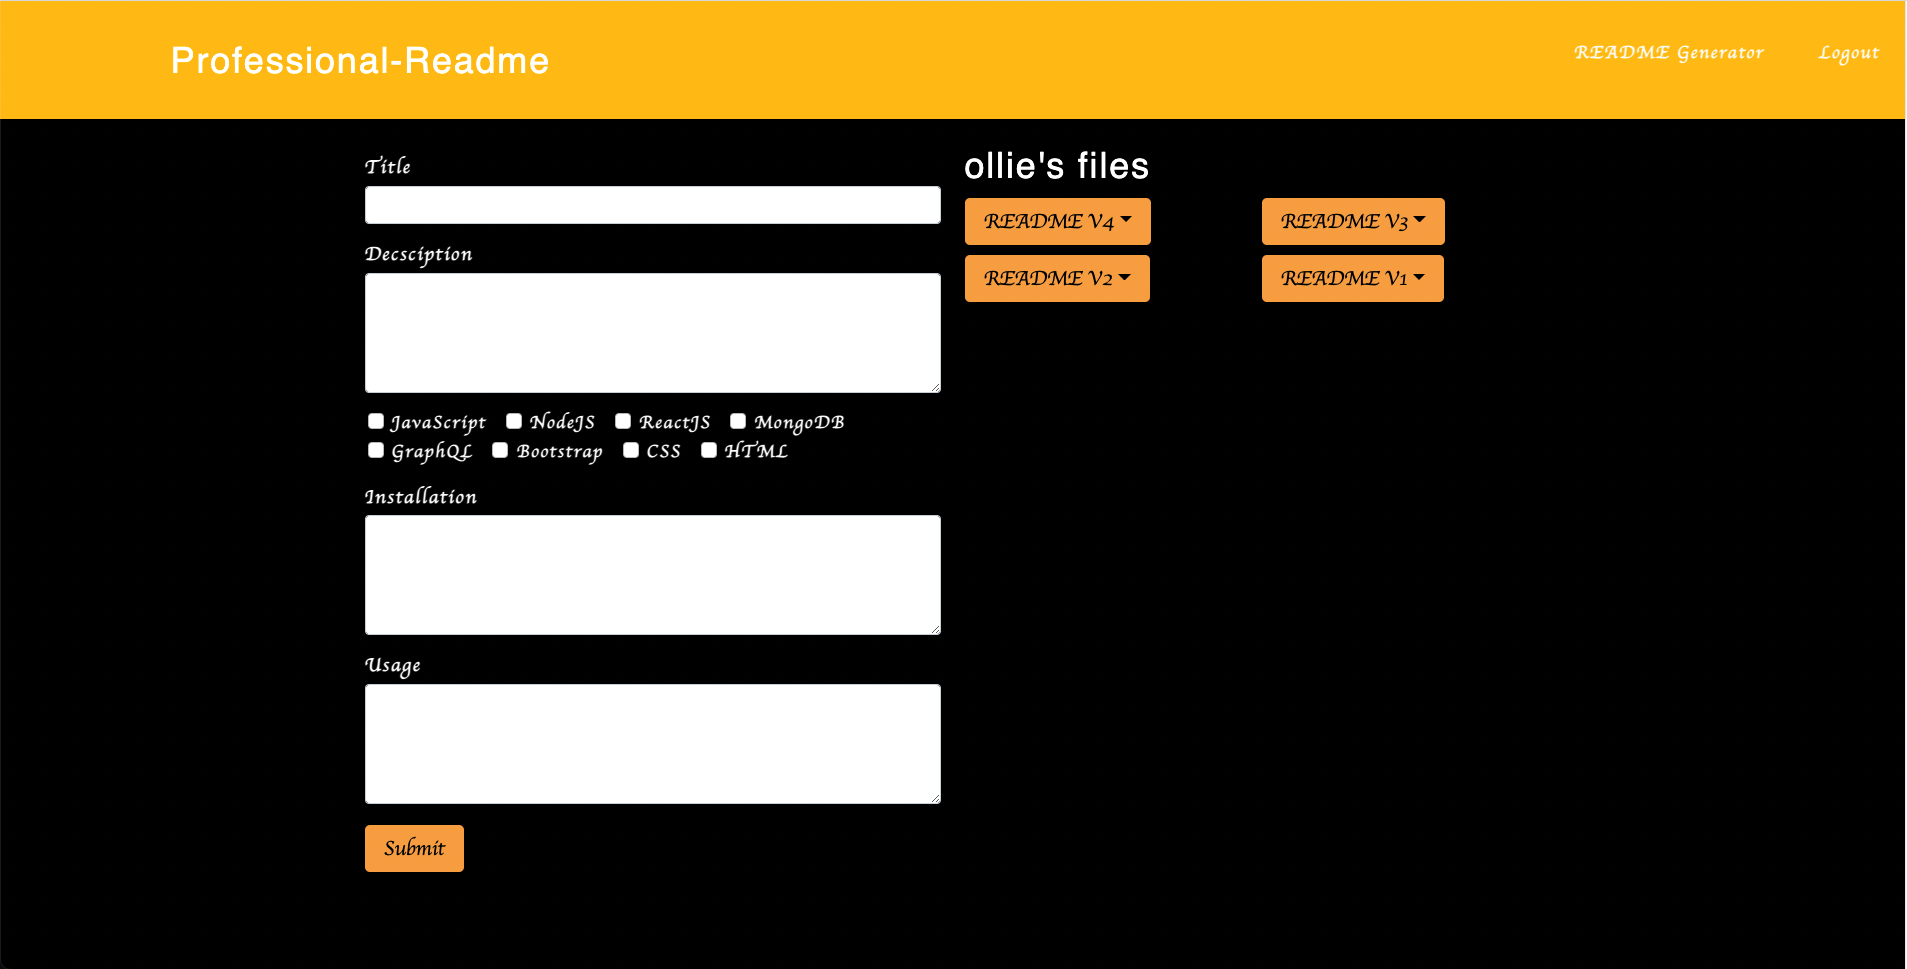 Professional-Readme
README Generator
Logout
Title
Decsciption
JavaScript NodeJS ReactJS MongoDB
GraphQL Bootstrap CSS HTML
Installation
Usage
Submit
ollie's files
README V4 README V3
README V2 README V1